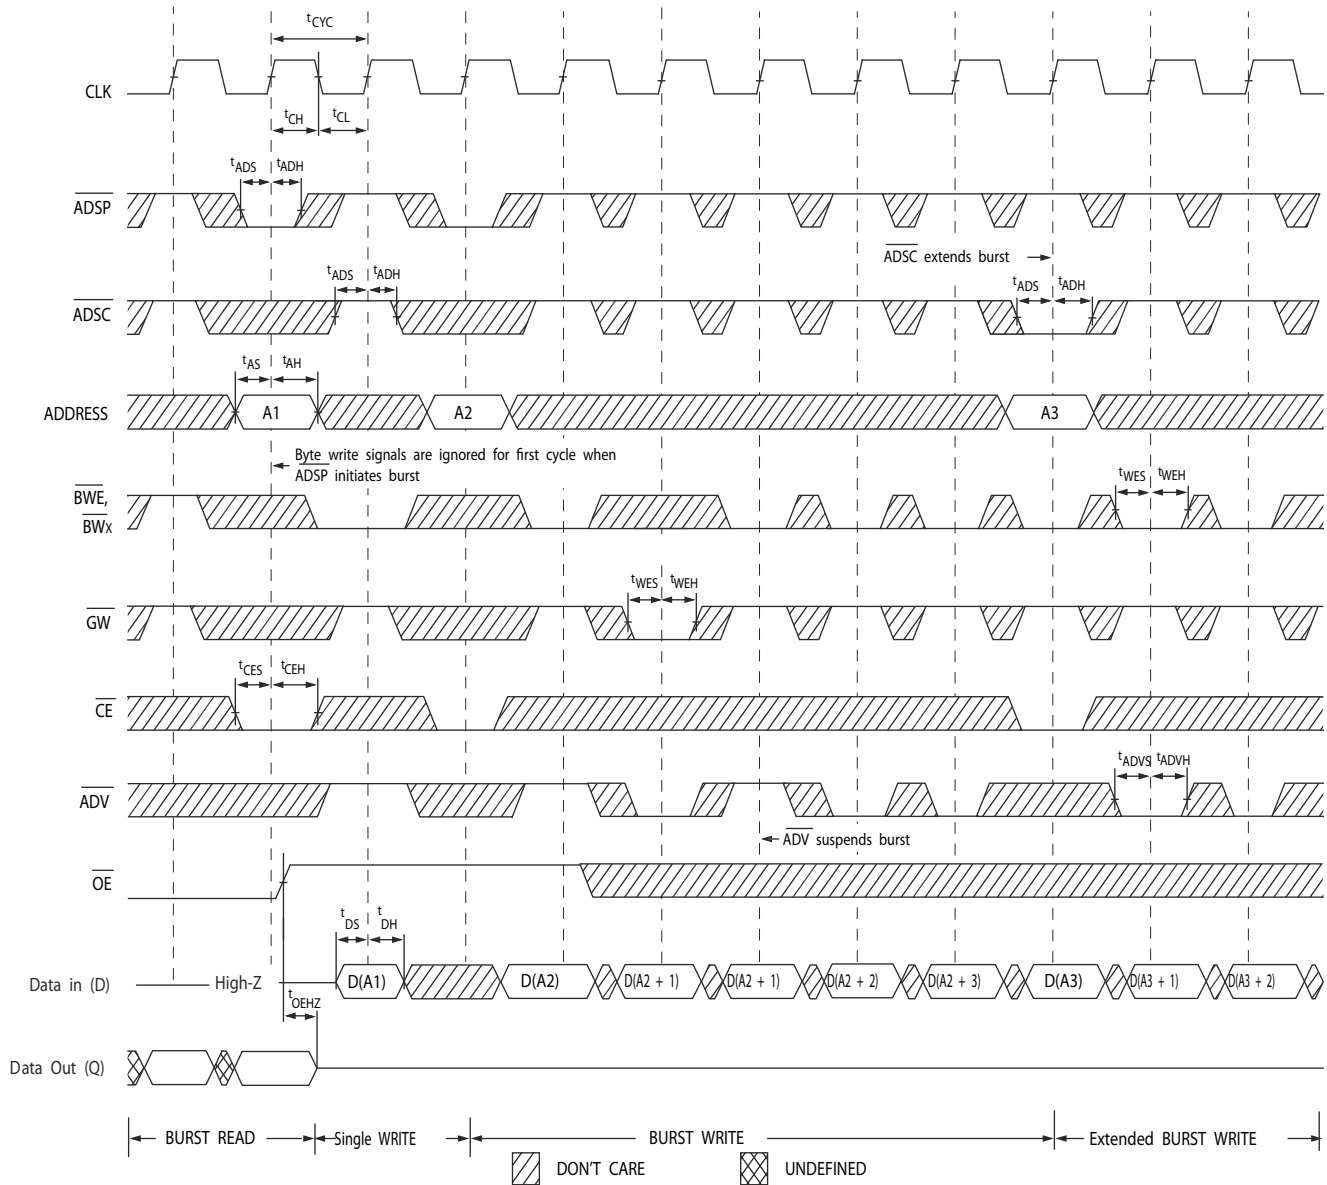 tCYC
CLK
tCH
tCL
tADS
tADH
ADSP
ADSC extends burst
tADS
tADH
tADS
tADH
ADSC
tAS
tAH
ADDRESS
A1
A2
A3
Byte write signals are ignored for first cycle when
ADSP initiates burst
BWE,
BWx
tWES
tWEH
tWES
tWEH
GW
tCES
tCEH
CE
tADVS
tADVH
ADV
ADV suspends burst
OE
tDS
tDH
Data in (D)
High-Z
D(A1)
D(A2)
D(A2 + 1)
D(A2 + 1)
D(A2 + 2)
D(A2 + 3)
D(A3)
D(A3 + 1)
D(A3 + 2)
tOEHZ
Data Out (Q)
BURST READ
Single WRITE
BURST WRITE
Extended BURST WRITE
DON'T CARE
UNDEFINED